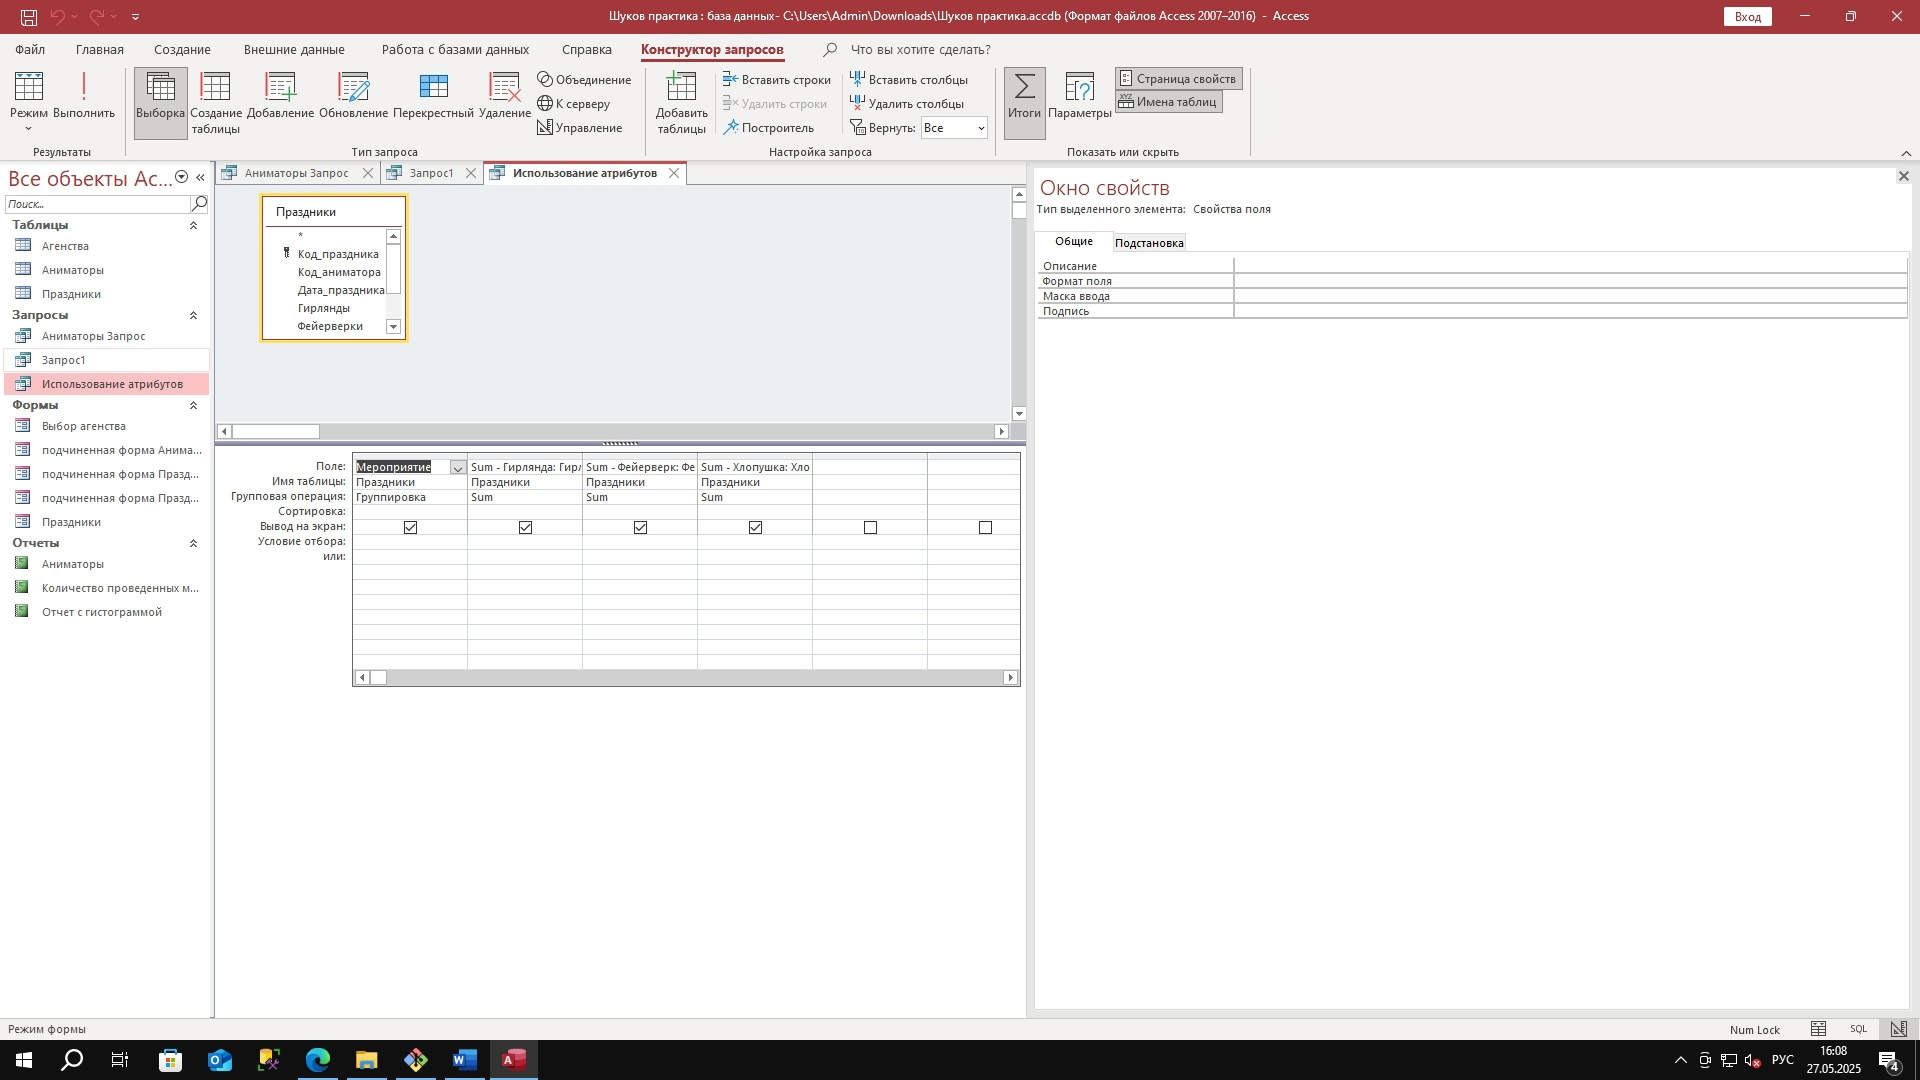 Шуков практика : база данных- C:\Users\Admin\Downloads\Шуков практика.accdb (Формат файлов Access 2007–2016) - Access
Вход
Файл Главная Создание Внешние данные Работа с базами данных Справка Конструктор запросов Что вы хотите сделать?
Режим
Выполнить
Результаты
Выборка
Создание таблицы
Добавление
Обновление
Перекрестный
Удаление
Объединение
К серверу
Управление
Тип запроса
Добавить таблицы
Вставить строки
Удалить строки
Построитель
Вставить столбцы
Удалить столбцы
Вернуть: Все
Настройка запроса
Итоги
Параметры
Страница свойств
XYZ Имена таблиц
Показать или скрыть
Все объекты Ac...
Поиск...
Таблицы
Агенства
Аниматоры
Праздники
Запросы
Аниматоры Запрос
Запрос1
Использование атрибутов
Формы
Выбор агенства
подчиненная форма Анима...
подчиненная форма Празд...
подчиненная форма Празд...
Праздники
Отчеты
Аниматоры
Количество проведенных м...
Отчет с гистограммой
Аниматоры Запрос Запрос1 Использование атрибутов
Праздники
*
Код_праздника
Код_аниматора
Дата_праздника
Гирлянды
Фейерверки
Поле: Мероприятие Sum - Гирлянда: Гирл Sum - Фейерверк: Фе Sum - Хлопушка: Хло
Имя таблицы: Праздники Праздники Праздники Праздники
Групповая операция: Группировка Sum Sum Sum
Сортировка:
Вывод на экран:
Условие отбора:
или:
Окно свойств
Тип выделенного элемента: Свойства поля
Общие Подстановка
Описание
Формат поля
Маска ввода
Подпись
Режим формы
Num Lock
SQL
РУС
16:08
27.05.2025
4